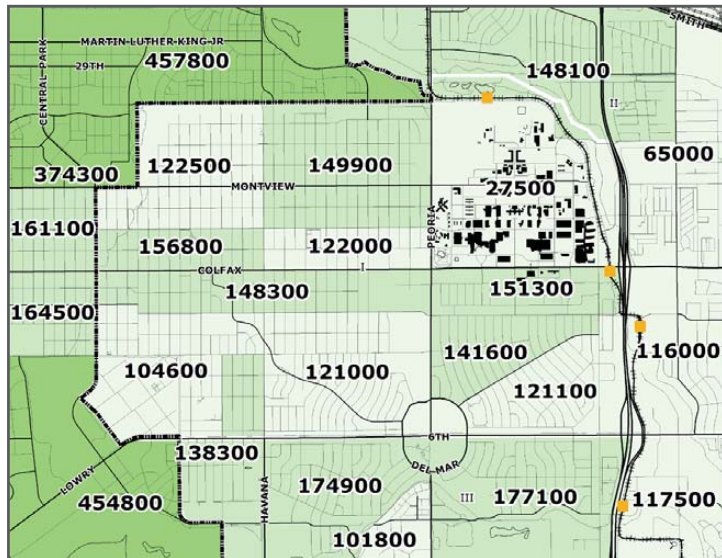 SMITH
MARTIN LUTHER KING JR
CENTRAL PARK
29TH
457800
148100
II
65000
374300
122500
149900
MONTVIEW
27500
161100
PEORIA
156800
122000
COLFAX
I
148300
151300
164500
141600
116000
104600
121000
121100
6TH
138300
DEL MAR
LOWRY
454800
HAVANA
174900
III
177100
117500
101800